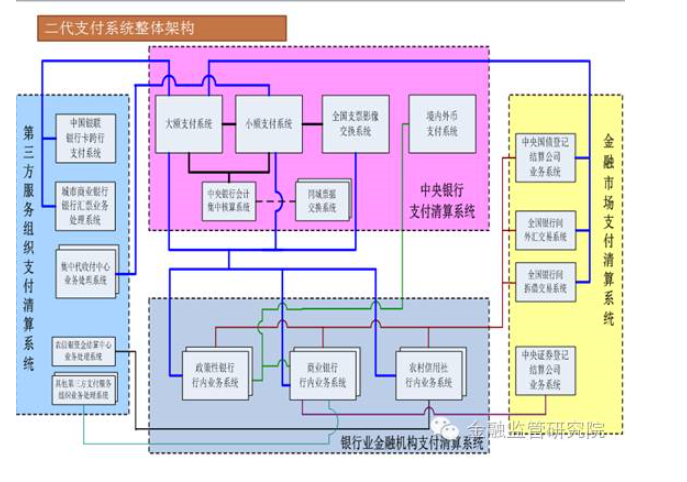 二代支付系统整体架构
第三方服务组织支付清算系统
中国银联
银行卡跨行
支付系统
城市商业银行
银行汇票业务
处理系统
集中代收付中心
业务处理系统
农信银资金结算中心
业务处理系统
其他第三方支付服务
组织业务处理系统
大额支付系统
小额支付系统
全国支票影像
交换系统
境内外币
支付系统
中央银行会计
集中核算系统
同城票据
交换系统
中央银行
支付清算系统
政策性银行
行内业务系统
商业银行
行内业务系统
农村信用社
行内业务系统
银行业金融机构支付清算系统
中央国债登记
结算公司
业务系统
全国银行间
外汇交易系统
全国银行间
拆借交易系统
中央证券登记
结算公司
业务系统
金融市场支付清算系统
金融监管研究院